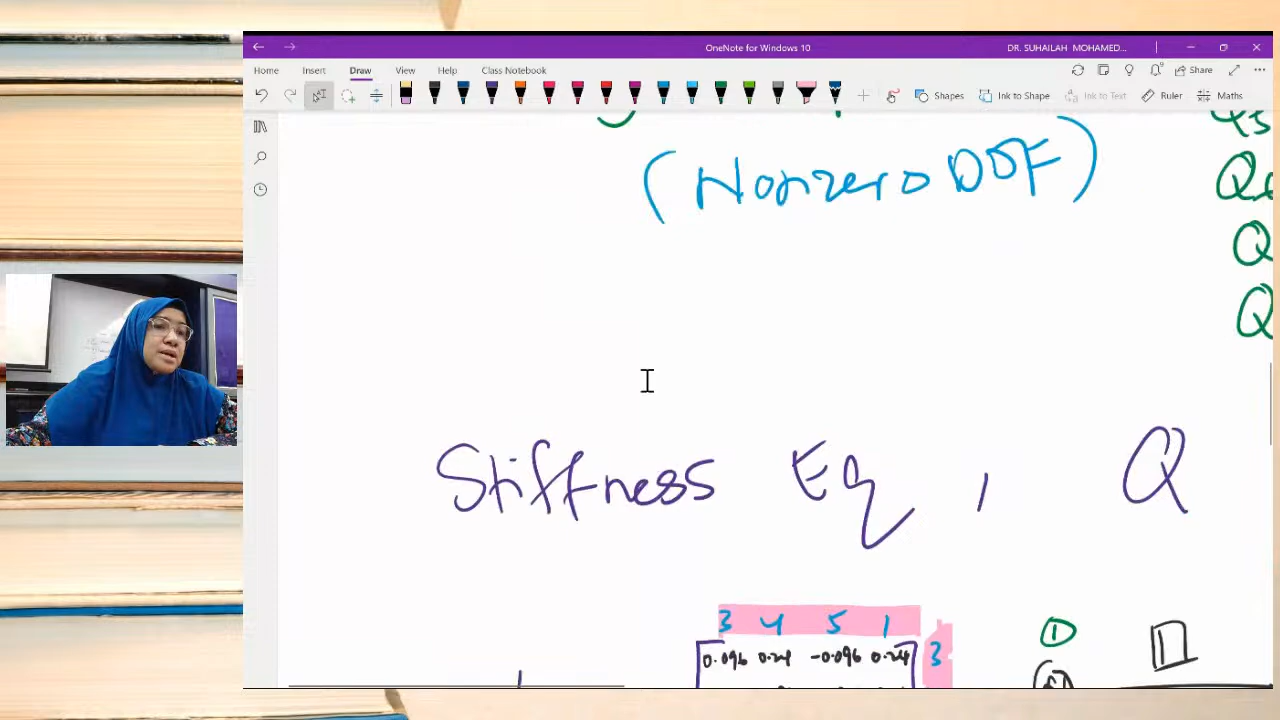 OneNote for Windows 10
DR. SUHAILAH MOHAMED...
Home Insert Draw View Help Class Notebook
Share
Shapes Ink to Shape Ink to Text Ruler Maths
(Nonzero DOF)
Q
Q
Q
Stiffness Eq, Q
3 4 5 1
0.096 0.24 -0.096 0.24 3
1